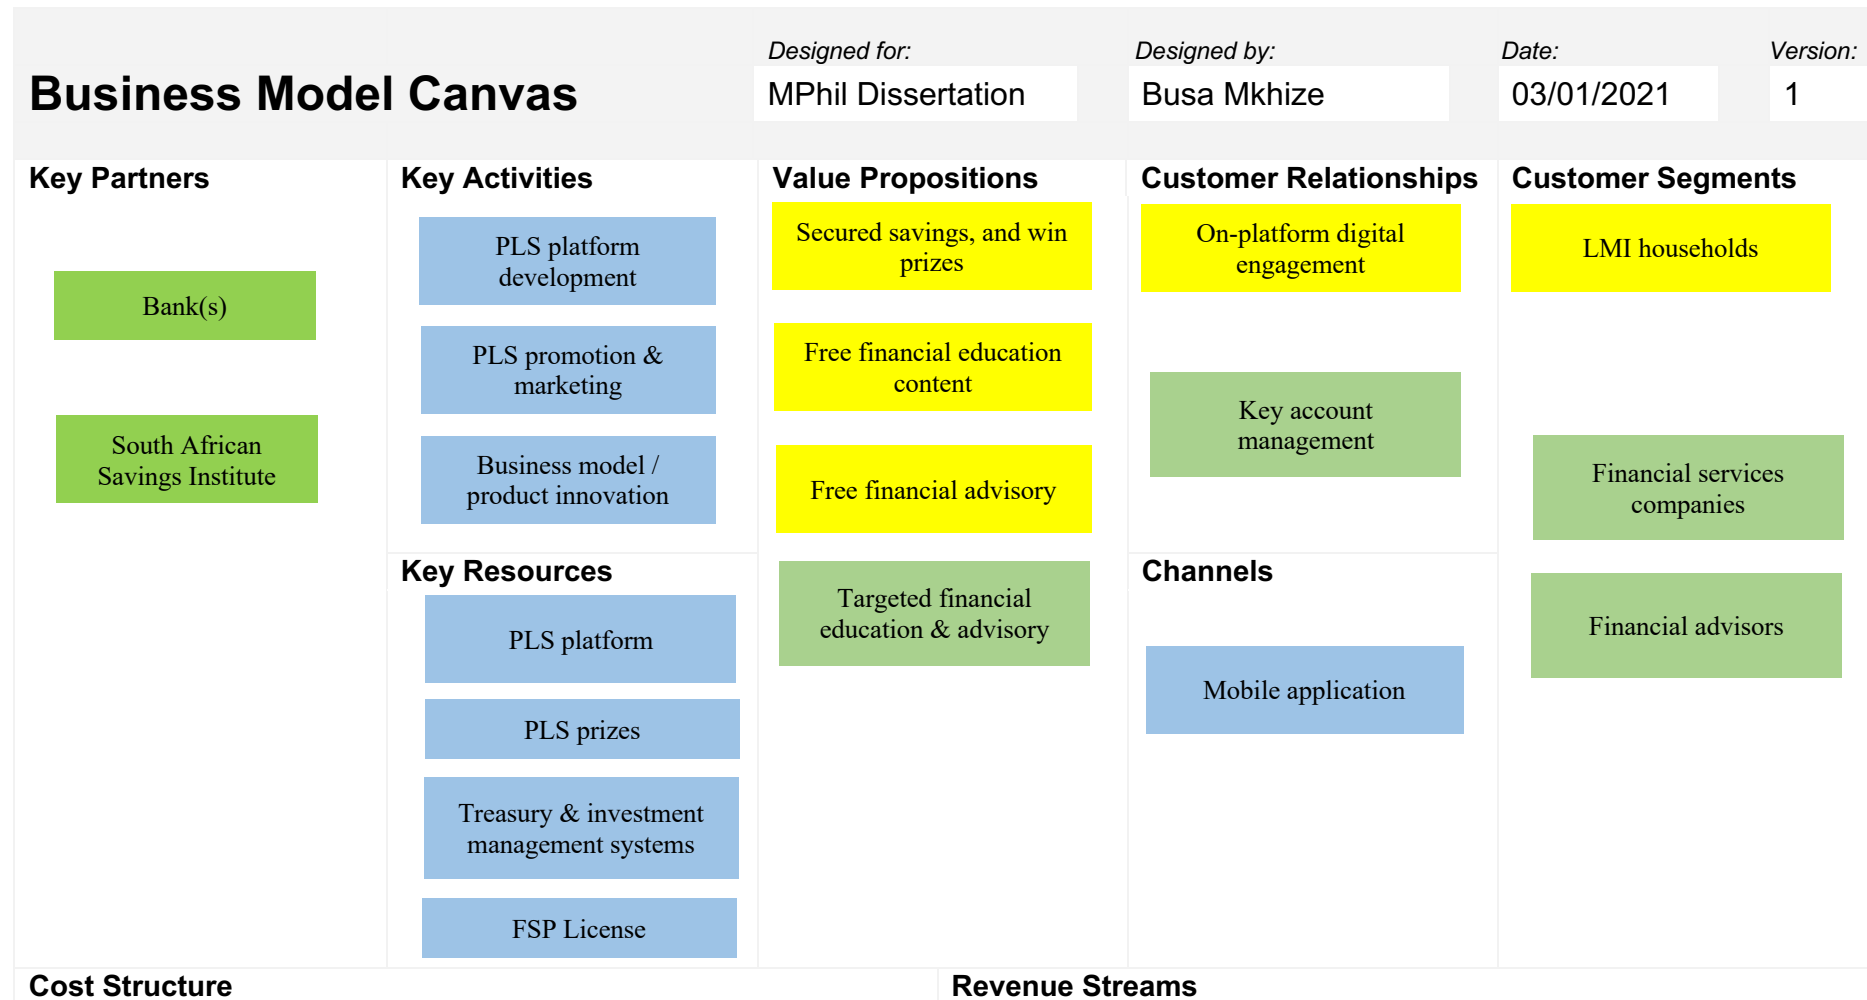 Business Model Canvas
Designed for:
MPhil Dissertation
Designed by:
Busa Mkhize
Date:
03/01/2021
Version:
1
Key Partners
Bank(s)
South African
Savings Institute
Key Activities
PLS platform
development
PLS promotion &
marketing
Business model /
product innovation
Key Resources
PLS platform
PLS prizes
Treasury & investment
management systems
FSP License
Value Propositions
Secured savings, and win
prizes
Free financial education
content
Free financial advisory
Targeted financial
education & advisory
Customer Relationships
On-platform digital
engagement
Key account
management
Channels
Mobile application
Customer Segments
LMI households
Financial services
companies
Financial advisors
Cost Structure
Revenue Streams